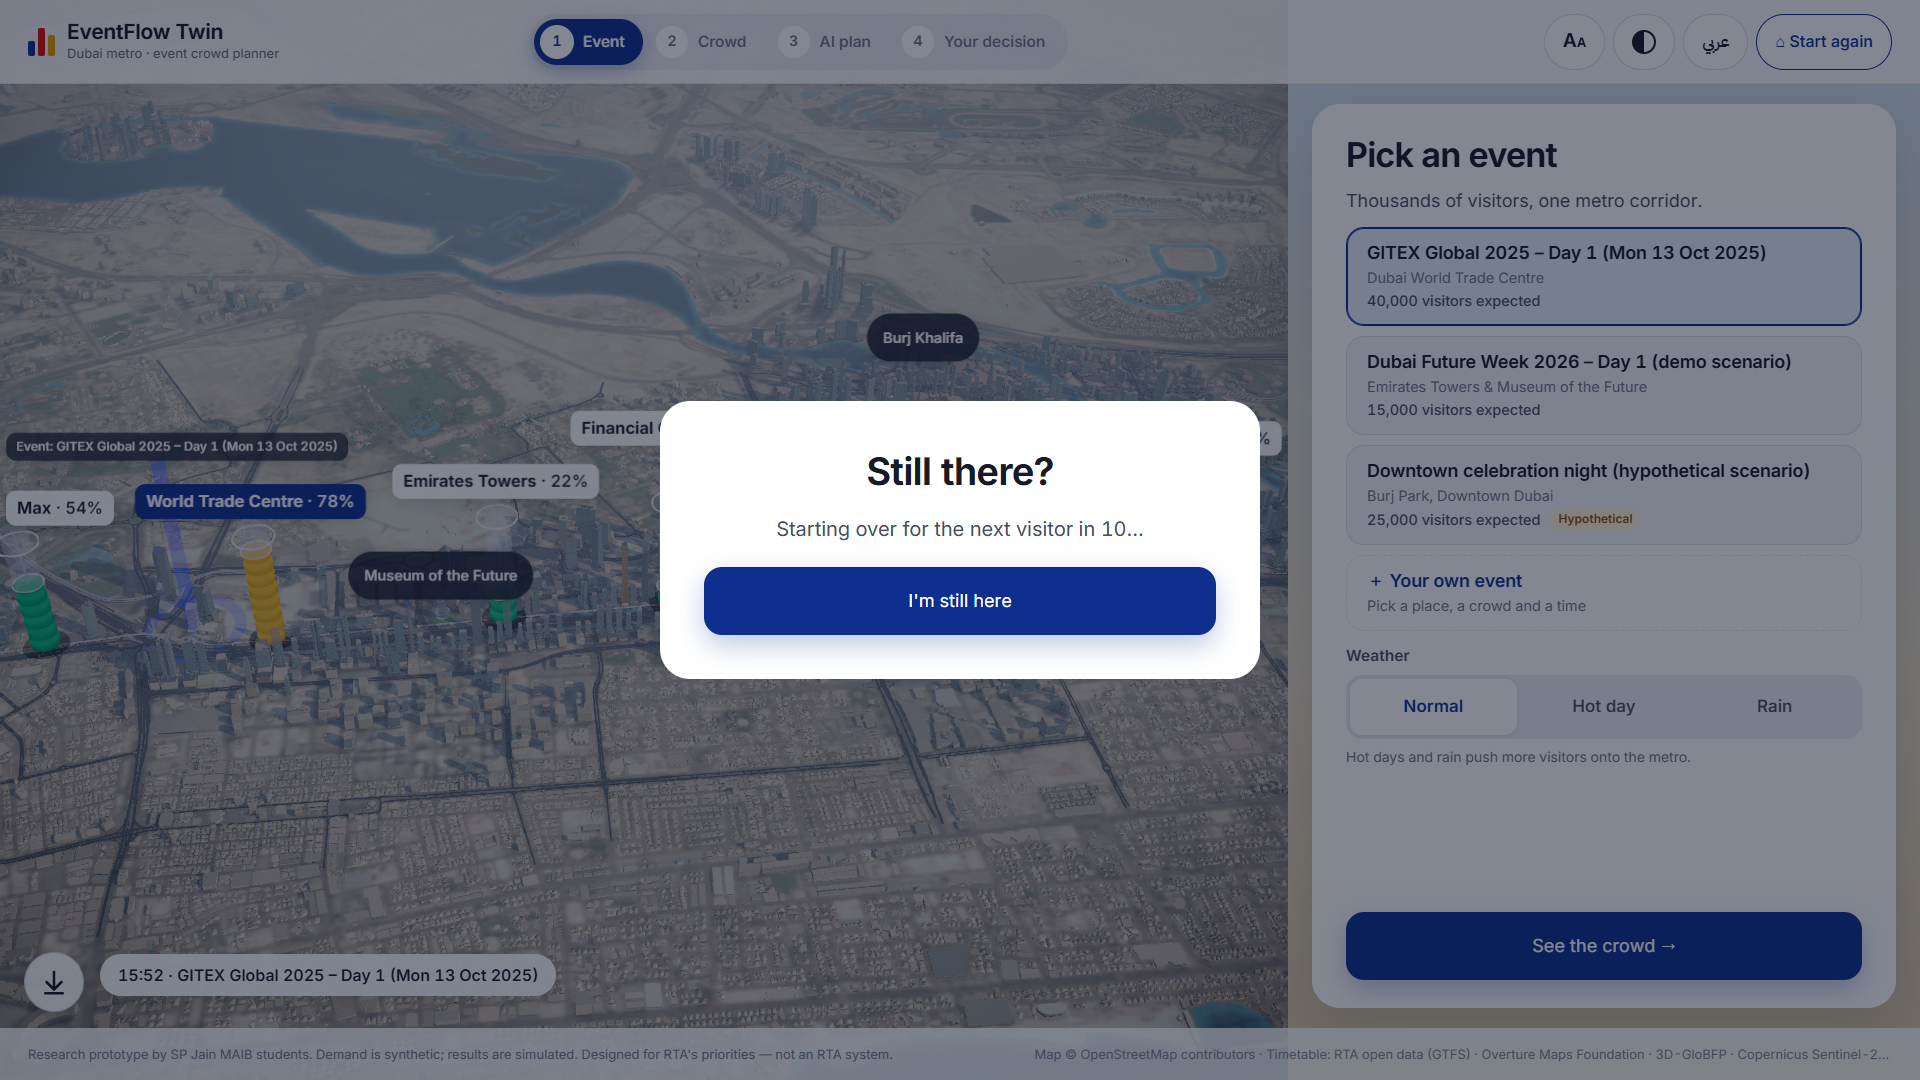 EventFlow Twin
Dubai metro · event crowd planner
1 Event
2 Crowd
3 AI plan
4 Your decision
AA
عربي
⌂ Start again
Burj Khalifa
Financial
%
Event: GITEX Global 2025 – Day 1 (Mon 13 Oct 2025)
Emirates Towers · 22%
Max · 54%
World Trade Centre · 78%
Museum of the Future
15:52 · GITEX Global 2025 – Day 1 (Mon 13 Oct 2025)
Still there?
Starting over for the next visitor in 10...
I'm still here
Pick an event
Thousands of visitors, one metro corridor.
GITEX Global 2025 – Day 1 (Mon 13 Oct 2025)
Dubai World Trade Centre
40,000 visitors expected
Dubai Future Week 2026 – Day 1 (demo scenario)
Emirates Towers & Museum of the Future
15,000 visitors expected
Downtown celebration night (hypothetical scenario)
Burj Park, Downtown Dubai
25,000 visitors expected Hypothetical
+ Your own event
Pick a place, a crowd and a time
Weather
Normal
Hot day
Rain
Hot days and rain push more visitors onto the metro.
See the crowd →
Research prototype by SP Jain MAIB students. Demand is synthetic; results are simulated. Designed for RTA's priorities — not an RTA system.
Map © OpenStreetMap contributors · Timetable: RTA open data (GTFS) · Overture Maps Foundation · 3D-GloBFP · Copernicus Sentinel-2...